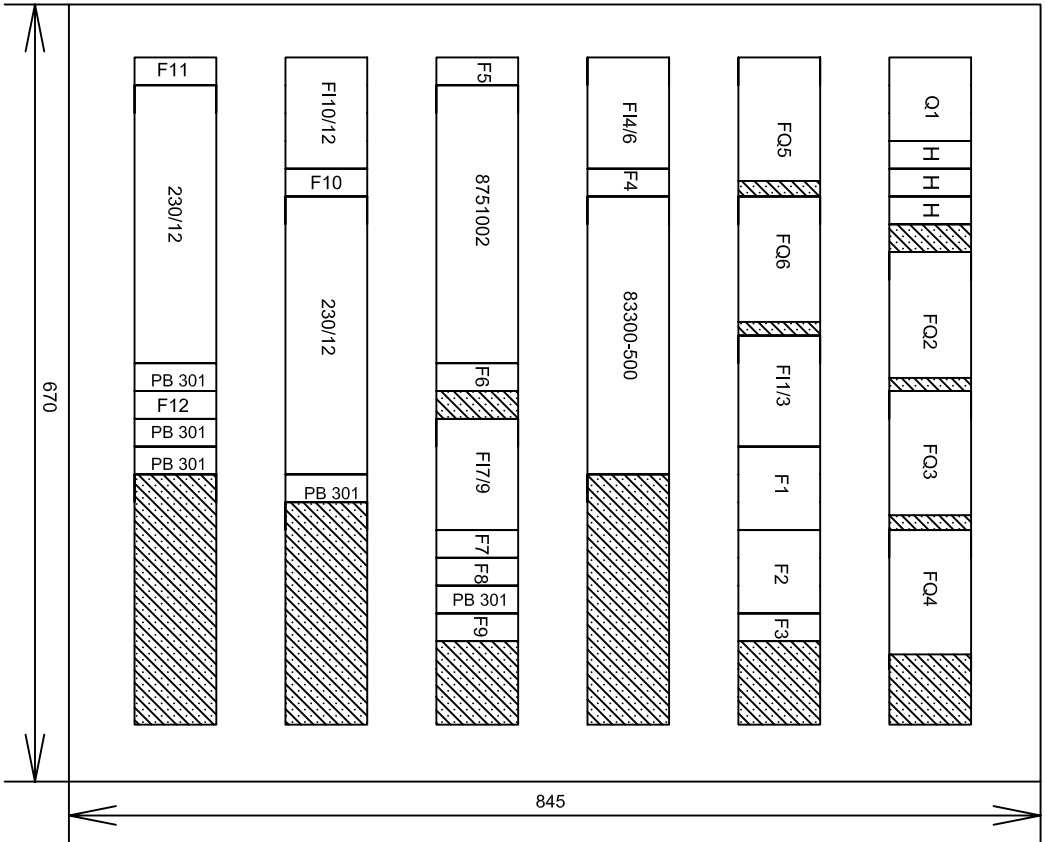 F11
230/12
PB 301
F12
PB 301
PB 301
FI10/12
F10
230/12
PB 301
F5
8751002
F6
FI7/9
F7
F8
PB 301
F9
FI4/6
F4
83300-500
FQ5
FQ6
FI1/3
F1
F2
F3
Q1
H
H
H
FQ2
FQ3
FQ4
670
845